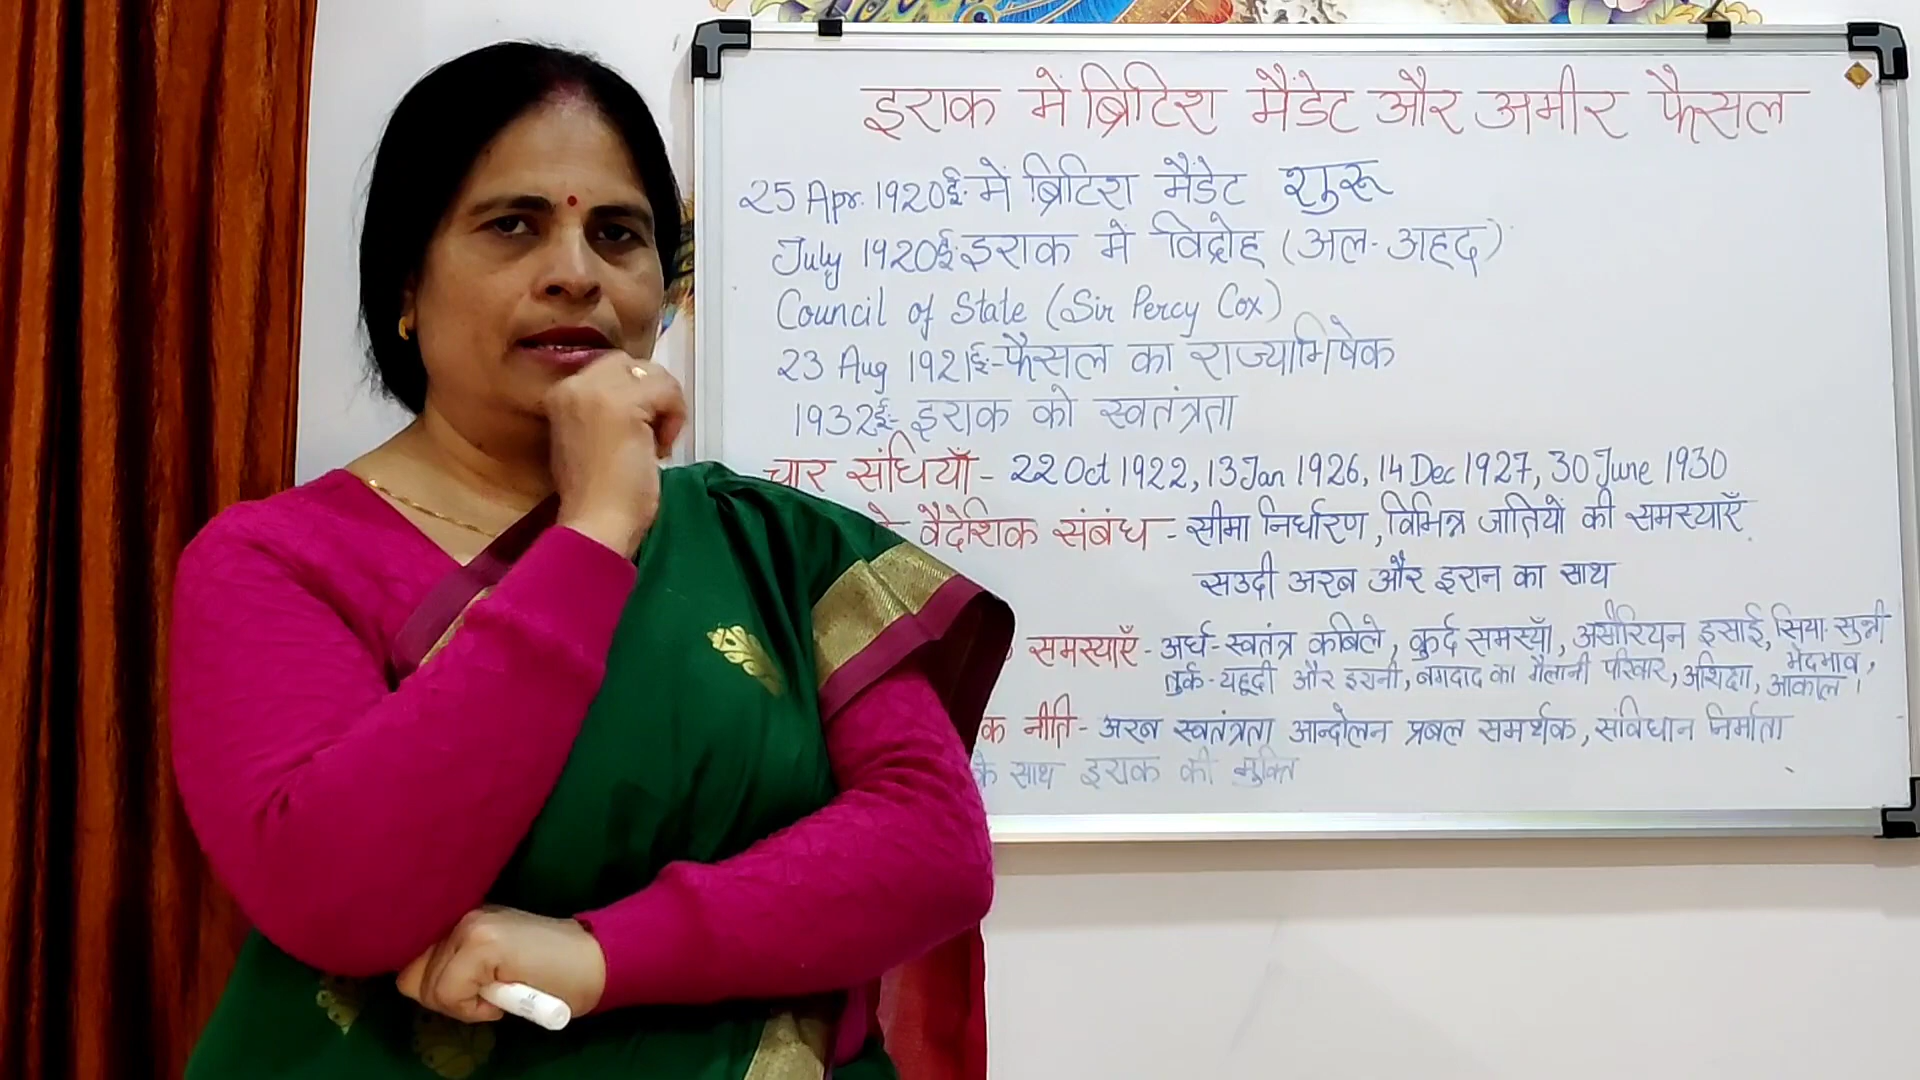 इराक में ब्रिटिश मैंडेट और अमीर फैसल
25 Apr. 1920ई. में ब्रिटिश मैंडेट शुरू
July 1920ई. इराक में विद्रोह (अल-अहद)
Council of State (Sir Percy Cox)
23 Aug 1921ई-फैसल का राज्याभिषेक
1932ई- इराक को स्वतंत्रता
चार संधियाँ - 22 Oct 1922, 13 Jan 1926, 14 Dec 1927, 30 June 1930
के वैदेशिक संबंध - सीमा निर्धारण, विभिन्न जातियों की समस्याएँ
सउदी अरब और इरान का साथ
समस्याएँ - अर्ध-स्वतंत्र कबिले, कुर्द समस्याँ, असीरियन इसाई, सिया-सुन्नी भेदभाव,
तुर्क-यहूदी और इरानी, बगदाद का गैलानी परिवार, अशिक्षा, आकाल।
क नीति - अरब स्वतंत्रता आन्दोलन प्रबल समर्थक, संविधान निर्माता
के साथ इराक की मुक्ति